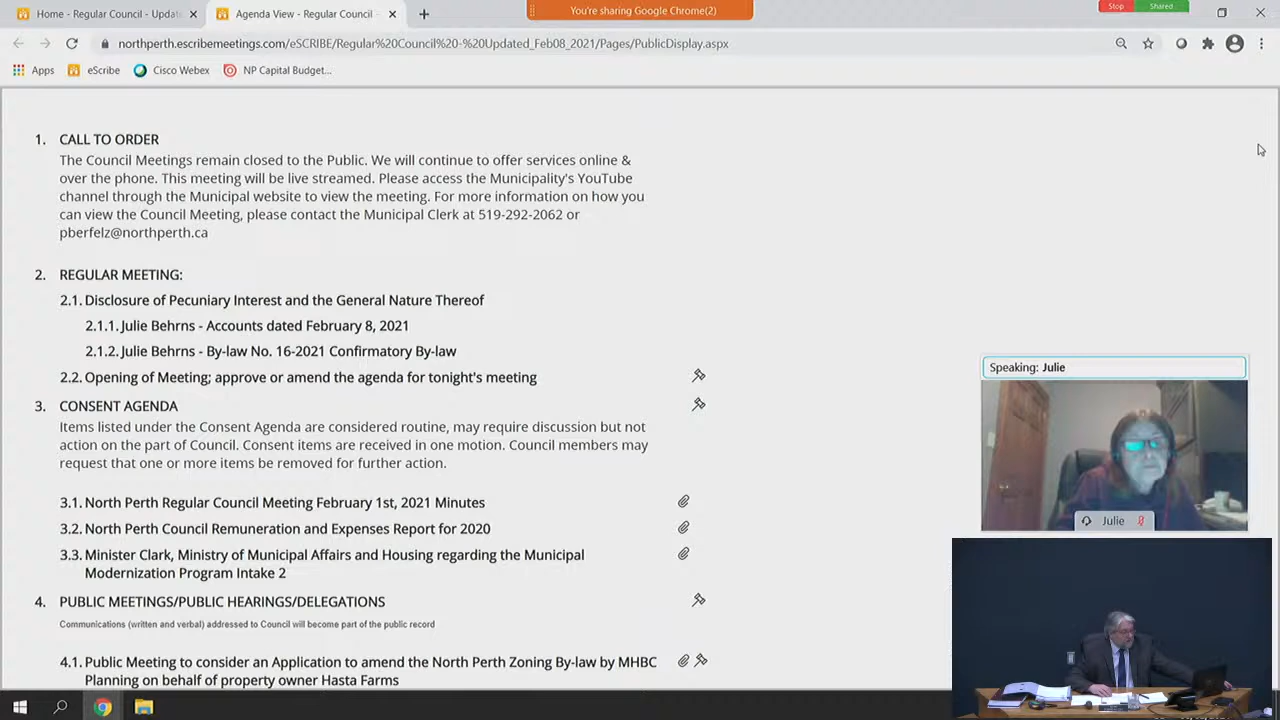 Home - Regular Council - Updat
Agenda View - Regular Council -
You're sharing Google Chrome(2)
Stop
Shared
northperth.escribemeetings.com/eSCRIBE/Regular%20Council%20-%20Updated_Feb08_2021/Pages/PublicDisplay.aspx
Apps
eScribe
Cisco Webex
NP Capital Budget...
1. CALL TO ORDER
The Council Meetings remain closed to the Public. We will continue to offer services online &
over the phone. This meeting will be live streamed. Please access the Municipality's YouTube
channel through the Municipal website to view the meeting. For more information on how you
can view the Council Meeting, please contact the Municipal Clerk at 519-292-2062 or
pberfelz@northperth.ca
2. REGULAR MEETING:
2.1. Disclosure of Pecuniary Interest and the General Nature Thereof
2.1.1. Julie Behrns - Accounts dated February 8, 2021
2.1.2. Julie Behrns - By-law No. 16-2021 Confirmatory By-law
2.2. Opening of Meeting; approve or amend the agenda for tonight's meeting
3. CONSENT AGENDA
Items listed under the Consent Agenda are considered routine, may require discussion but not
action on the part of Council. Consent items are received in one motion. Council members may
request that one or more items be removed for further action.
3.1. North Perth Regular Council Meeting February 1st, 2021 Minutes
3.2. North Perth Council Remuneration and Expenses Report for 2020
3.3. Minister Clark, Ministry of Municipal Affairs and Housing regarding the Municipal
Modernization Program Intake 2
4. PUBLIC MEETINGS/PUBLIC HEARINGS/DELEGATIONS
Communications (written and verbal) addressed to Council will become part of the public record
4.1. Public Meeting to consider an Application to amend the North Perth Zoning By-law by MHBC
Planning on behalf of property owner Hasta Farms
Speaking: Julie
Julie